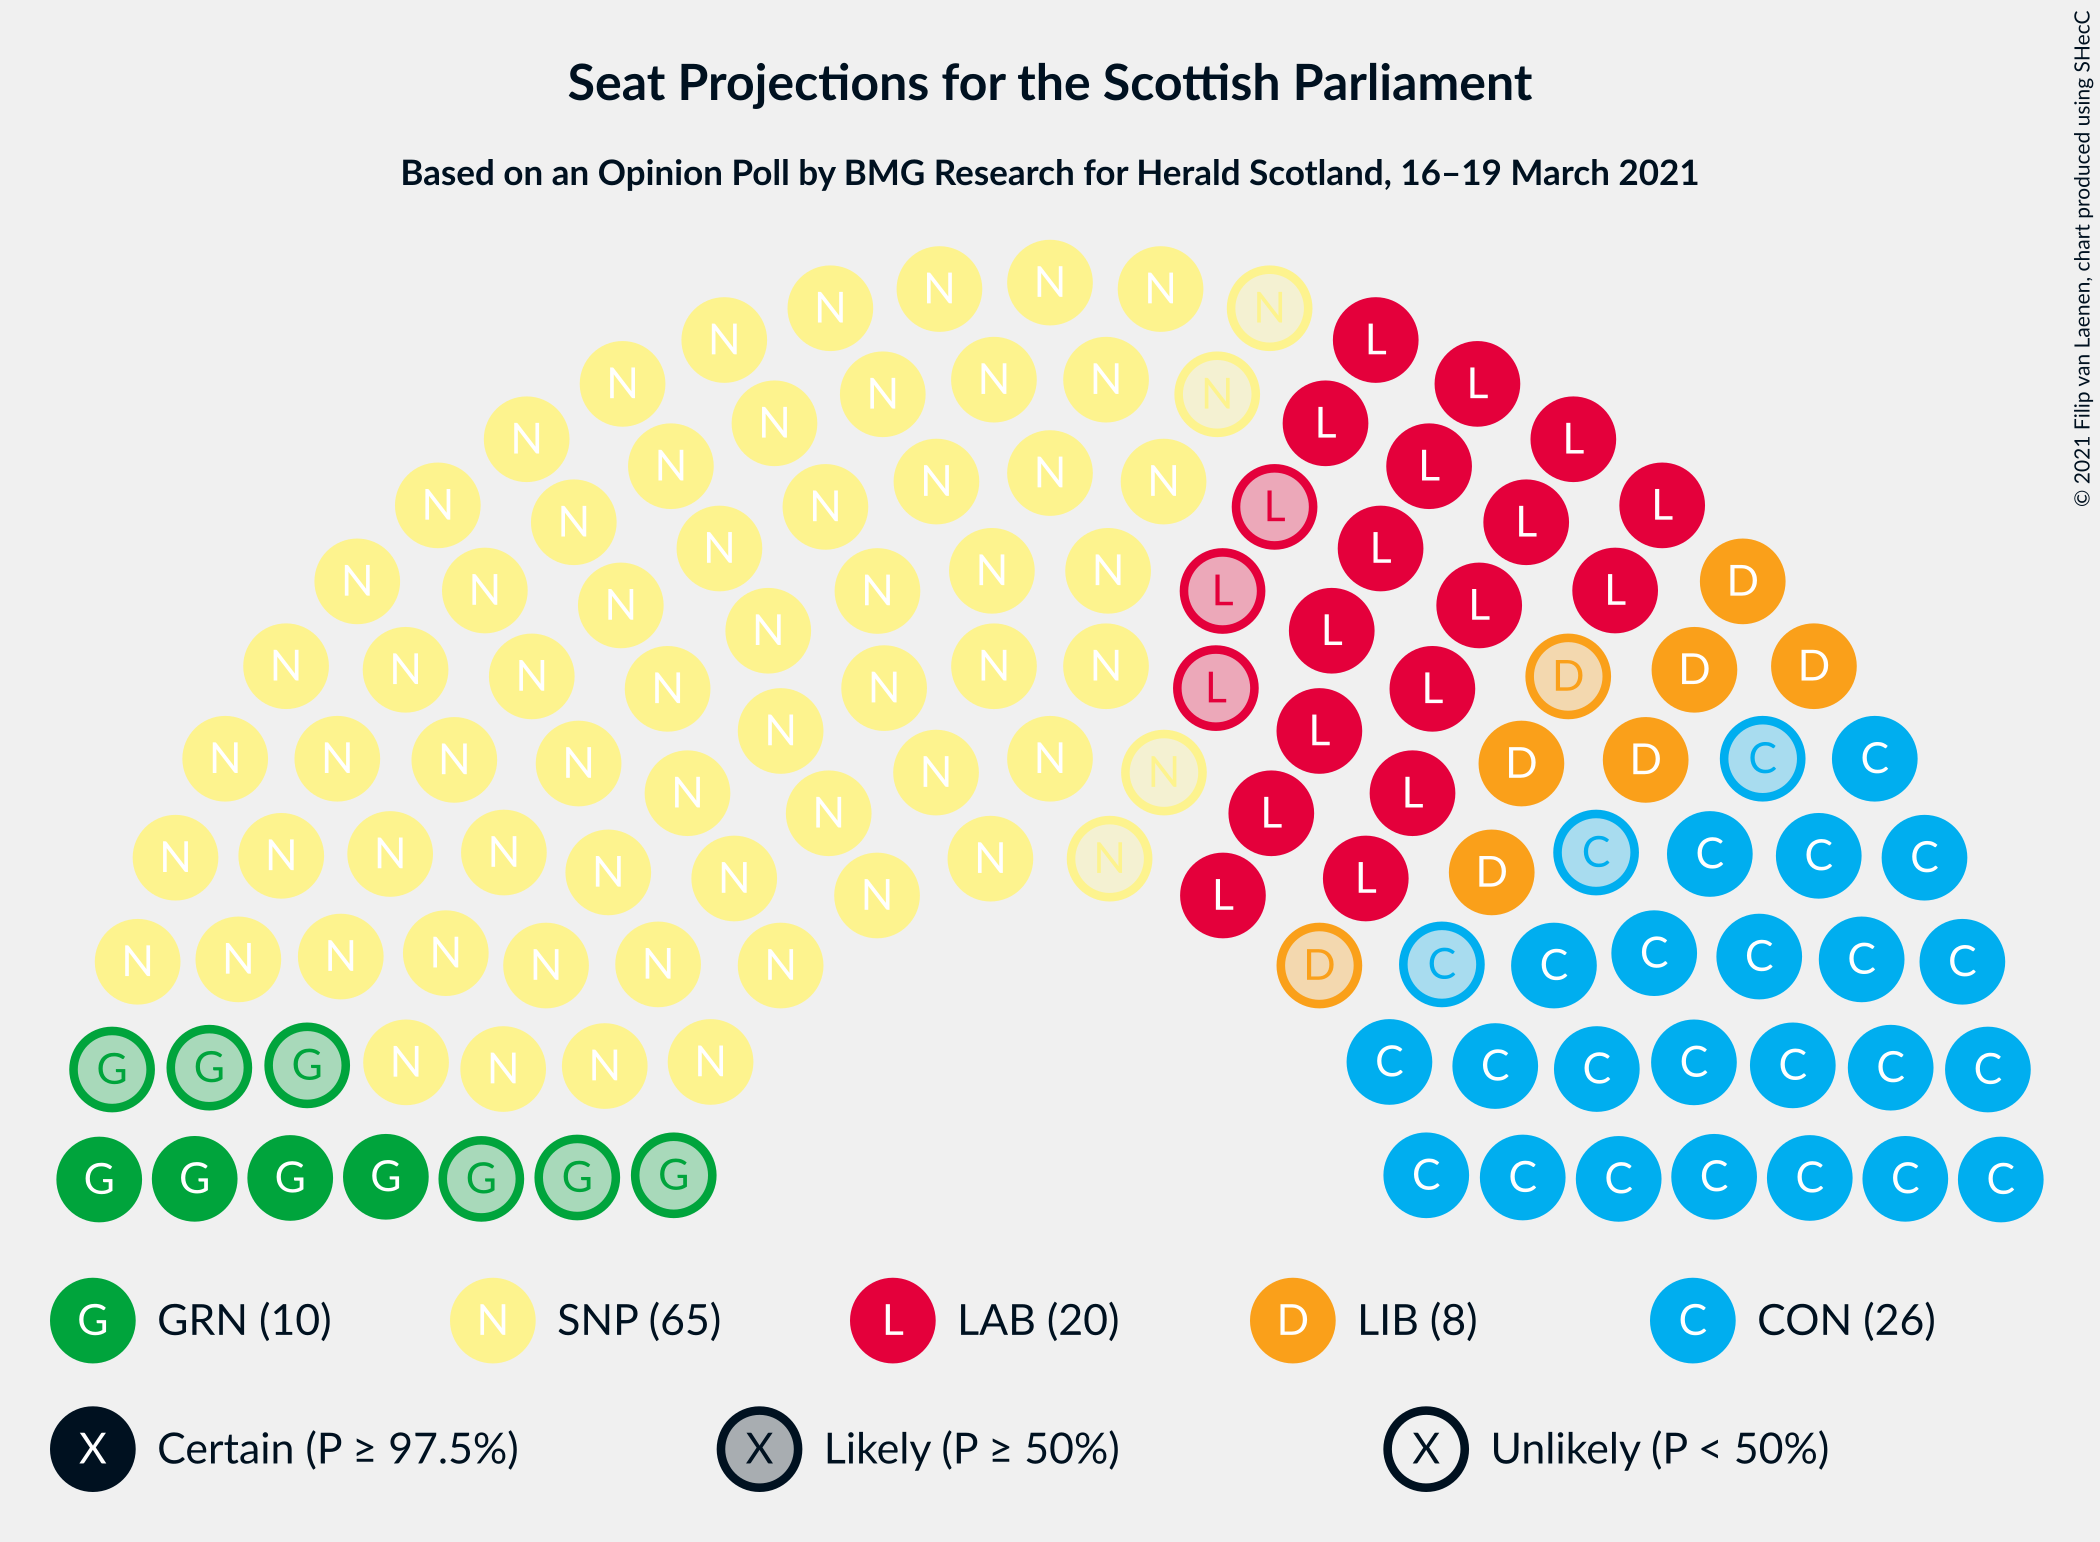 Seat Projections for the Scottish Parliament
Based on an Opinion Poll by BMG Research for Herald Scotland, 16–19 March 2021
© 2021 Filip van Laenen, chart produced using SHecC
N N N N N
N L
N N N N N L
N N L L
N N N N L
N N N L L L
N L
N N N N N N L L L D
N L
N N N N N N N L L D D D
N L
N N N N N N N D D C C
N N L L
N N N N N N N N N L L D C C C C
N N N N N N N D C C C C C C
G G G N N N N C C C C C C C
G G G G G G G C C C C C C C
G GRN (10) N SNP (65) L LAB (20) D LIB (8) C CON (26)
X Certain (P ≥ 97.5%) X Likely (P ≥ 50%) X Unlikely (P < 50%)